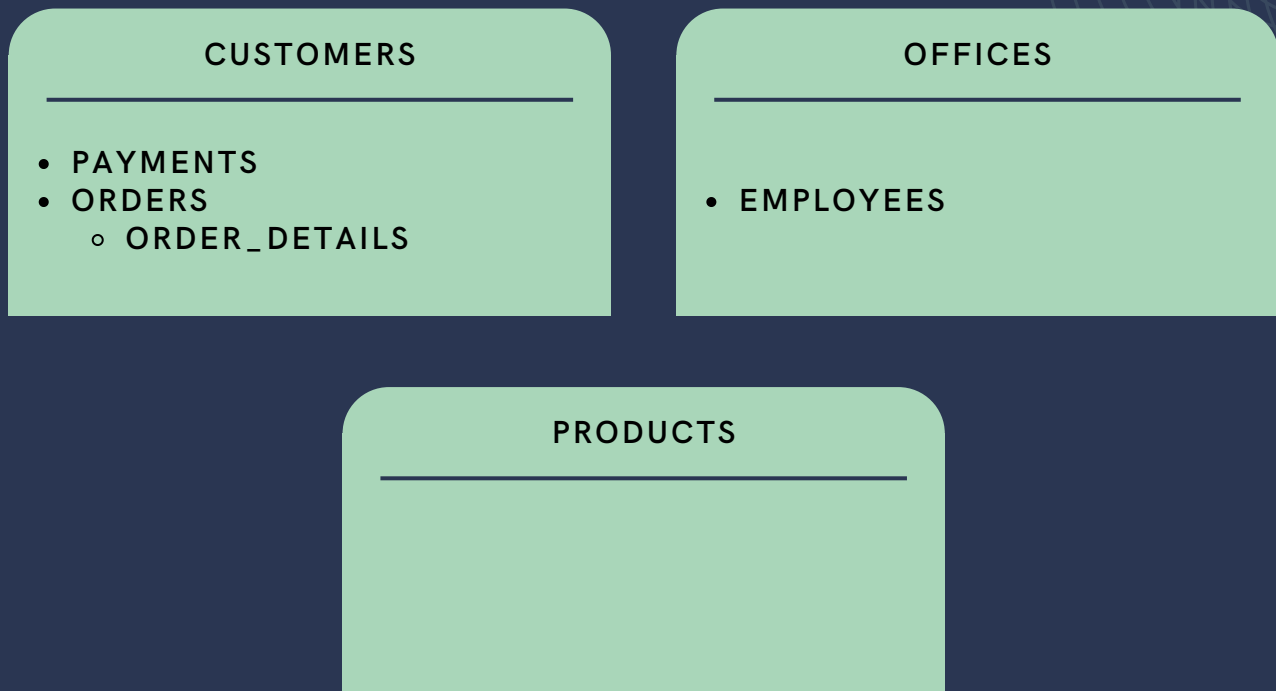 CUSTOMERS
PAYMENTS
ORDERS
ORDER_DETAILS
OFFICES
EMPLOYEES
PRODUCTS